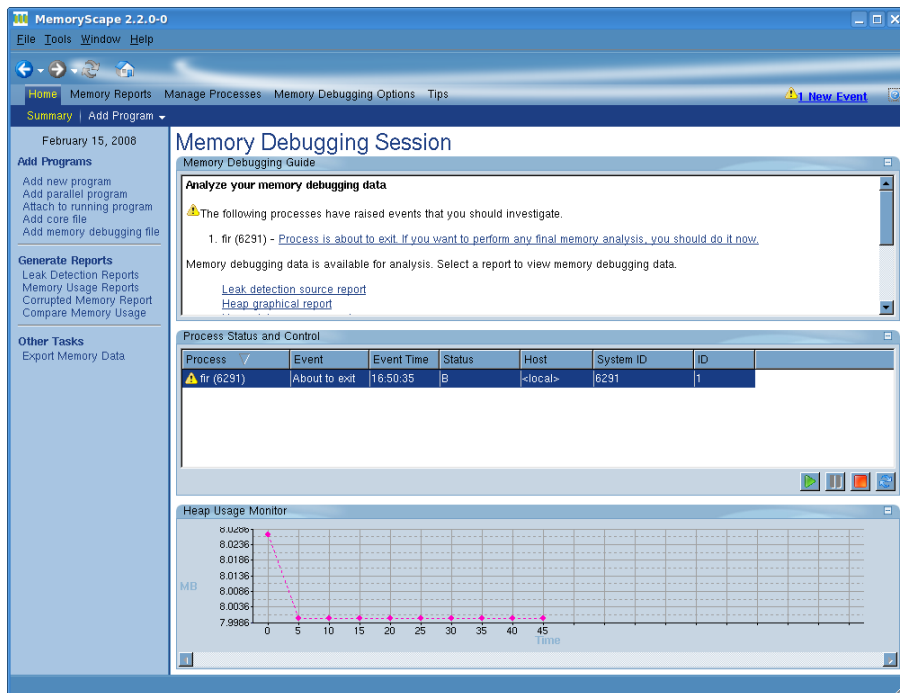 MemoryScape 2.2.0-0
File Tools Window Help
Home Memory Reports Manage Processes Memory Debugging Options Tips
1 New Event
Summary | Add Program
February 15, 2008
Add Programs
Add new program
Add parallel program
Attach to running program
Add core file
Add memory debugging file
Generate Reports
Leak Detection Reports
Memory Usage Reports
Corrupted Memory Report
Compare Memory Usage
Other Tasks
Export Memory Data
Memory Debugging Session
Memory Debugging Guide
Analyze your memory debugging data
The following processes have raised events that you should investigate.
1. fir (6291) - Process is about to exit. If you want to perform any final memory analysis, you should do it now.
Memory debugging data is available for analysis. Select a report to view memory debugging data.
Leak detection source report
Heap graphical report
Process Status and Control
Process Event Event Time Status Host System ID ID
fir (6291) About to exit 16:50:35 B <local> 6291 1
Heap Usage Monitor
8.0286
8.0236
8.0186
8.0136
8.0086
8.0036
7.9986
MB
0 5 10 15 20 25 30 35 40 45
Time